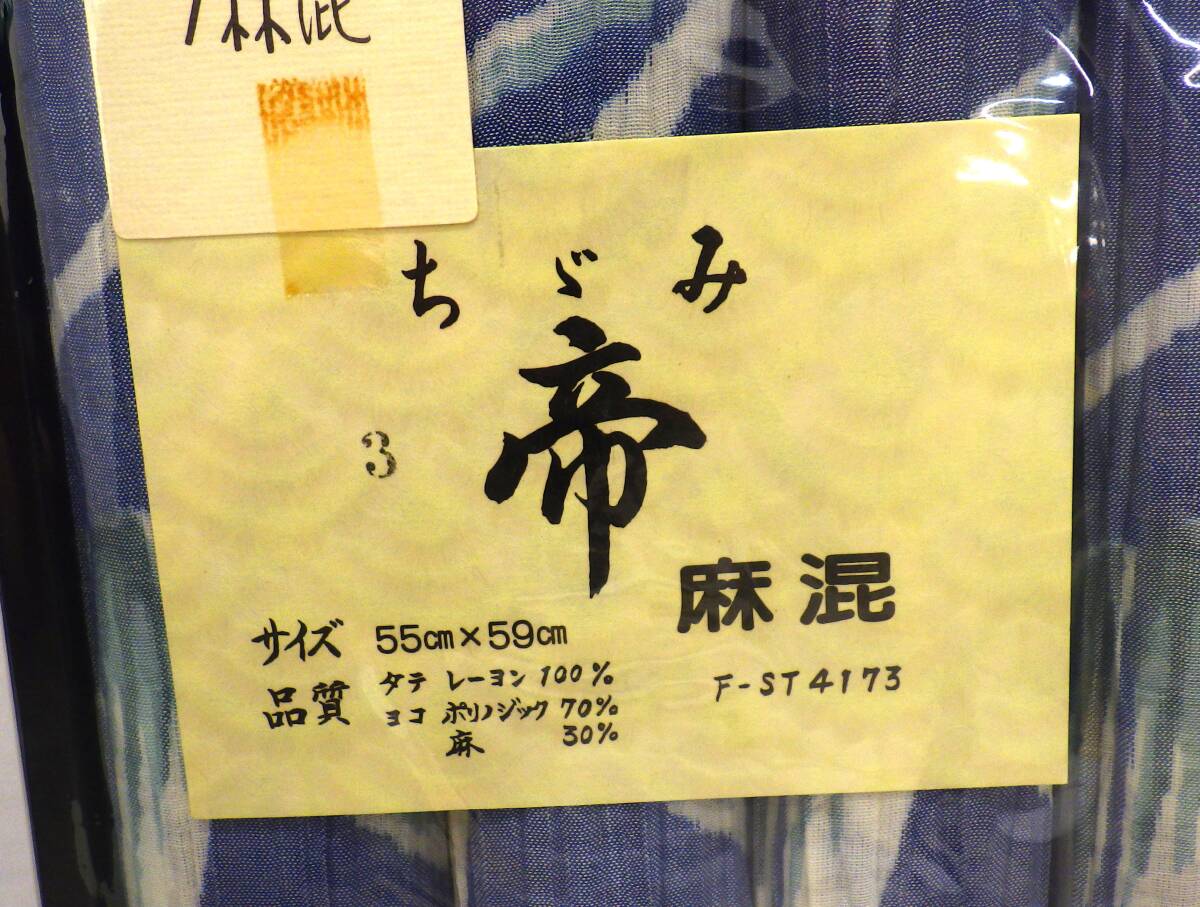 麻混
ちゞみ
帝
3
麻混
サイズ 55cm×59cm
品質 タテ レーヨン 100%
ヨコ ポリノジック 70%
麻 30%
F-ST4173